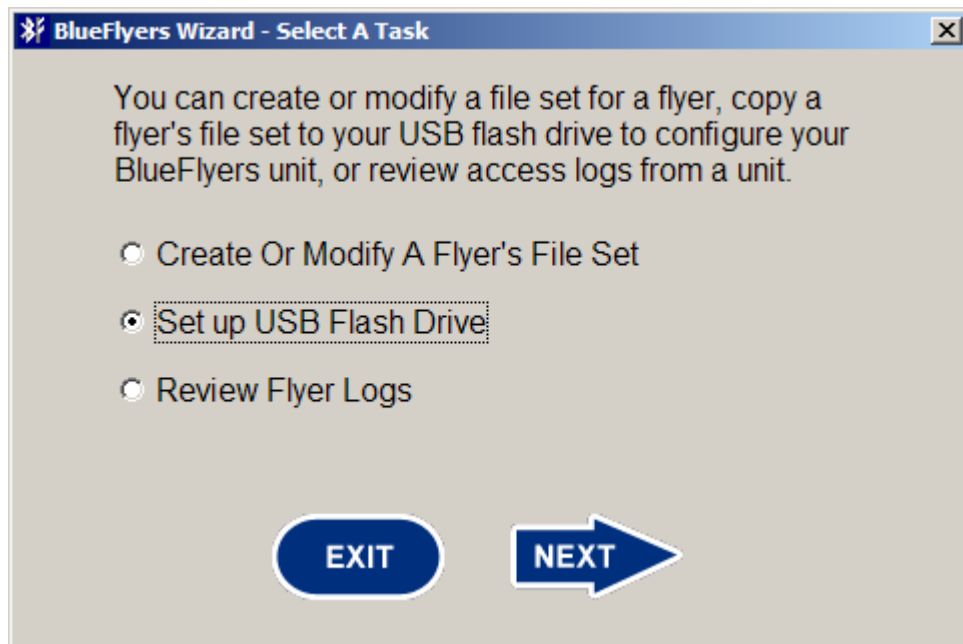 BlueFlyers Wizard - Select A Task
You can create or modify a file set for a flyer, copy a
flyer's file set to your USB flash drive to configure your
BlueFlyers unit, or review access logs from a unit.
Create Or Modify A Flyer's File Set
Set up USB Flash Drive
Review Flyer Logs
EXIT NEXT